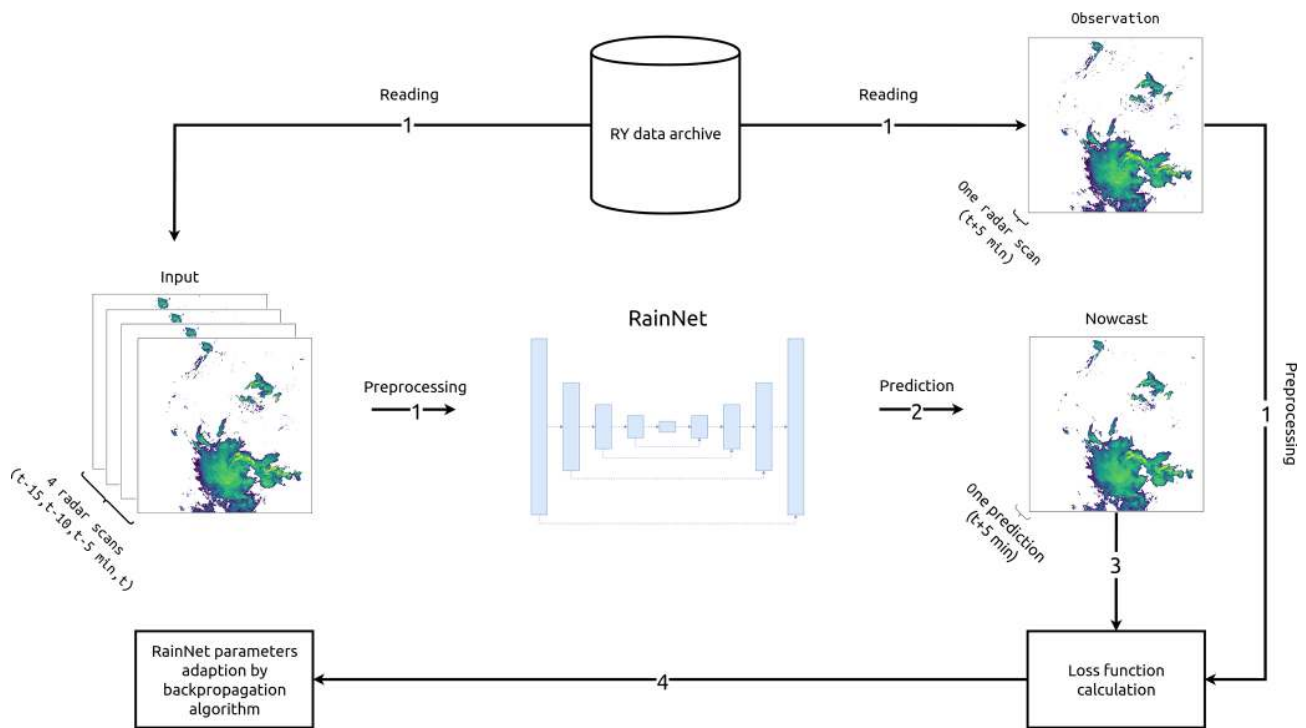 Observation
Reading
1
RY data archive
Reading
1
One radar scan
(t+5 min)
Input
4 radar scans
(t-15,t-10,t-5 min,t)
Preprocessing
1
RainNet
Prediction
2
Nowcast
One prediction
(t+5 min)
Preprocessing
1
3
RainNet parameters
adaption by
backpropagation
algorithm
4
Loss function
calculation